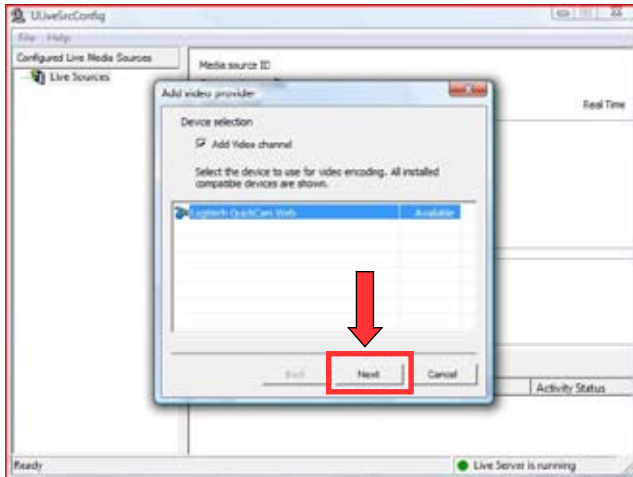 ULiveSrcConfig
File Help
Configured Live Media Sources
Live Sources
Media source ID
Real Time
Add video provider
Device selection
Add Video channel
Select the device to use for video encoding. All installed
compatible devices are shown.
Logitech QuickCam Web Available
Back Next Cancel
Activity Status
Ready Live Server is running